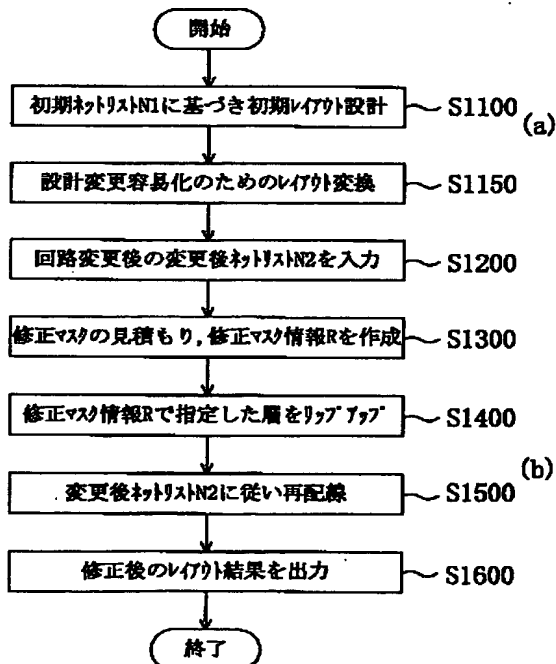 開始
初期ネットリストN1に基づき初期レイアウト設計 S1100
(a)
設計変更容易化のためのレイアウト変換 S1150
回路変更後の変更後ネットリストN2を入力 S1200
修正マスクの見積もり,修正マスク情報Rを作成 S1300
修正マスク情報Rで指定した層をリップアップ S1400
(b)
変更後ネットリストN2に従い再配線 S1500
修正後のレイアウト結果を出力 S1600
終了